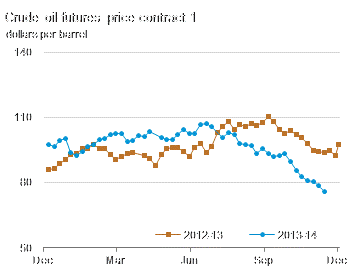 Crude oil futures price contract 1
dollars per barrel
140
110
80
50
Dec Mar Jun Sep Dec
2012-13 2013-14